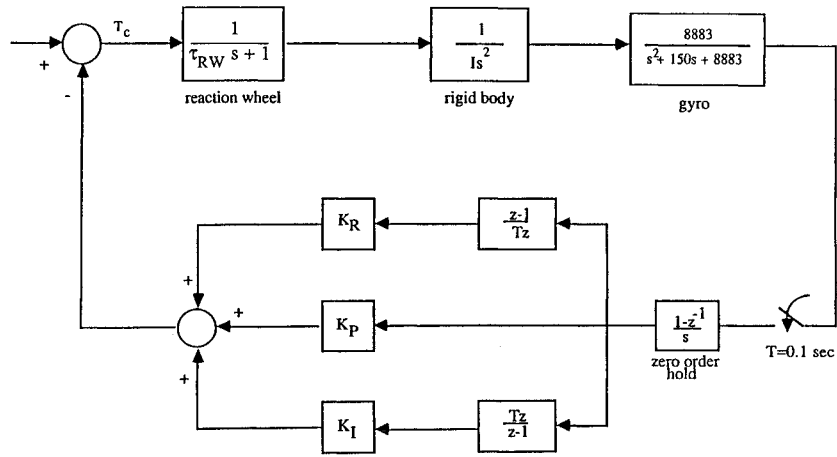 T_c
+
-
1
τ_RW s + 1
reaction wheel
1
Is^2
rigid body
8883
s^2+ 150s + 8883
gyro
K_R
z-1
Tz
+
K_P
+
1-z^-1
s
zero order
hold
T=0.1 sec
+
K_I
Tz
z-1